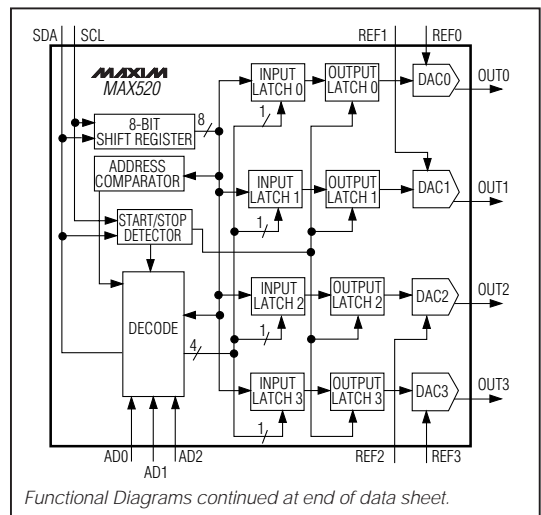 SDA SCL REF1 REF0
MAXIM
MAX520
INPUT
LATCH 0
OUTPUT
LATCH 0
DAC0
OUT0
8
1
8-BIT
SHIFT REGISTER
ADDRESS
COMPARATOR
INPUT
LATCH 1
OUTPUT
LATCH 1
DAC1
OUT1
1
START/STOP
DETECTOR
INPUT
LATCH 2
OUTPUT
LATCH 2
DAC2
OUT2
DECODE
4
1
INPUT
LATCH 3
OUTPUT
LATCH 3
DAC3
OUT3
1
AD0
AD1
AD2
REF2
REF3
Functional Diagrams continued at end of data sheet.